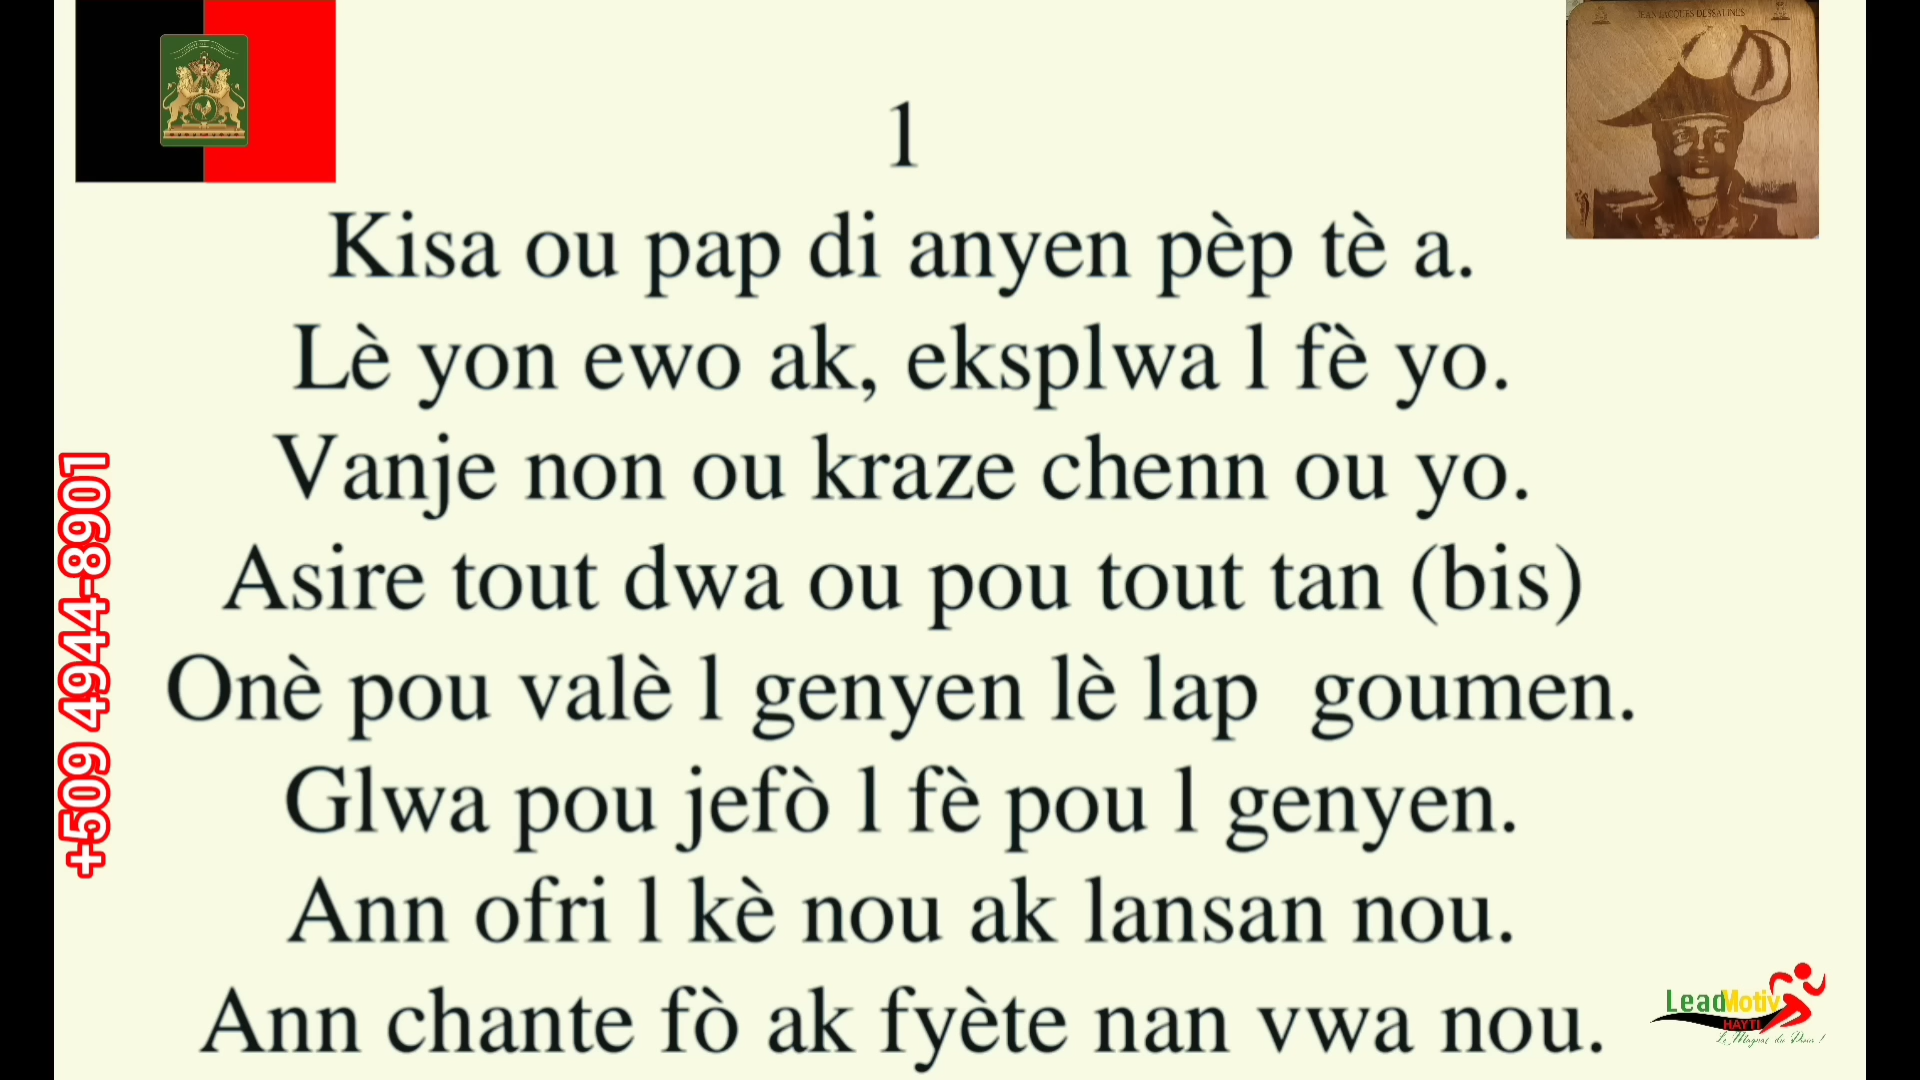 JEAN JACQUES DESSALINES
1
Kisa ou pap di anyen pèp tè a.
Lè yon ewo ak, eksplwa l fè yo.
Vanje non ou kraze chenn ou yo.
Asire tout dwa ou pou tout tan (bis)
Onè pou valè l genyen lè lap goumen.
Glwa pou jefò l fè pou l genyen.
Ann ofri l kè nou ak lansan nou.
Ann chante fò ak fyète nan vwa nou.
+509 4944-8901
LeadMotiv
HAYTI